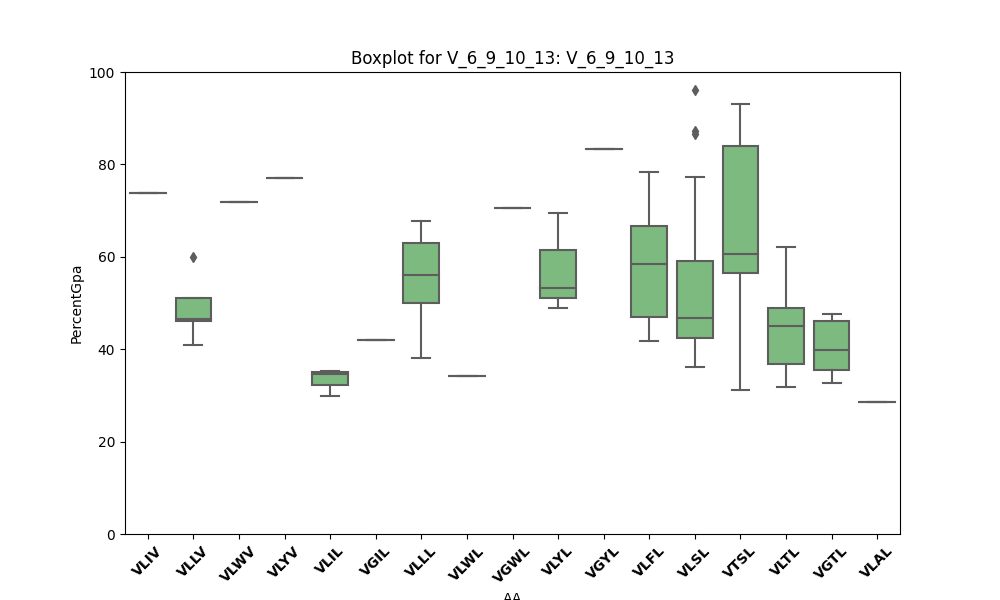 Boxplot for V_6_9_10_13: V_6_9_10_13
100
80
60
40
20
0
PercentGpa
VLIV
VLLV
VLWV
VLYV
VLIL
VGIL
VLLL
VLWL
VGWL
VLYL
VGYL
VLFL
VLSL
VTSL
VLTL
VGTL
VLAL
AA